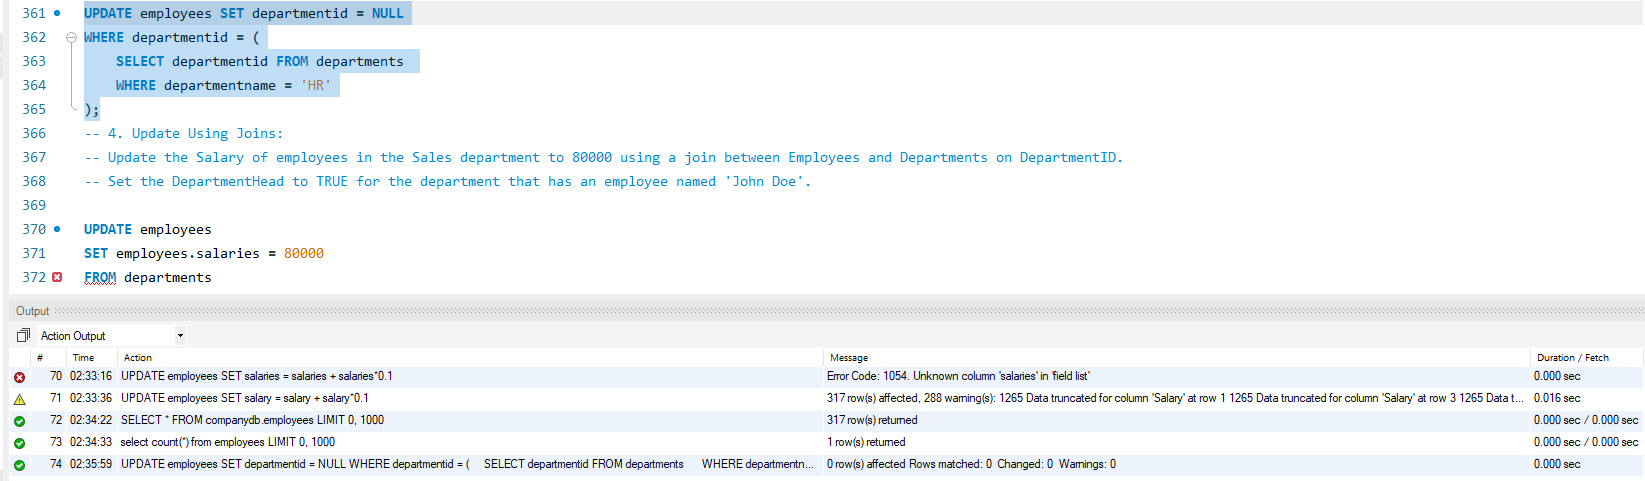 361 UPDATE employees SET departmentid = NULL
362 WHERE departmentid = (
363 SELECT departmentid FROM departments
364 WHERE departmentname = 'HR'
365 );
366 -- 4. Update Using Joins:
367 -- Update the Salary of employees in the Sales department to 80000 using a join between Employees and Departments on DepartmentID.
368 -- Set the DepartmentHead to TRUE for the department that has an employee named 'John Doe'.
369
370 UPDATE employees
371 SET employees.salaries = 80000
372 FROM departments
Output
Action Output
# Time Action Message Duration / Fetch
70 02:33:16 UPDATE employees SET salaries = salaries + salaries*0.1 Error Code: 1054. Unknown column 'salaries' in 'field list' 0.000 sec
71 02:33:36 UPDATE employees SET salary = salary + salary*0.1 317 row(s) affected, 288 warning(s): 1265 Data truncated for column 'Salary' at row 1 1265 Data truncated for column 'Salary' at row 3 1265 Data t... 0.016 sec
72 02:34:22 SELECT * FROM companydb.employees LIMIT 0, 1000 317 row(s) returned 0.000 sec / 0.000 sec
73 02:34:33 select count(*) from employees LIMIT 0, 1000 1 row(s) returned 0.000 sec / 0.000 sec
74 02:35:59 UPDATE employees SET departmentid = NULL WHERE departmentid = ( SELECT departmentid FROM departments WHERE departmentn... 0 row(s) affected Rows matched: 0 Changed: 0 Warnings: 0 0.000 sec